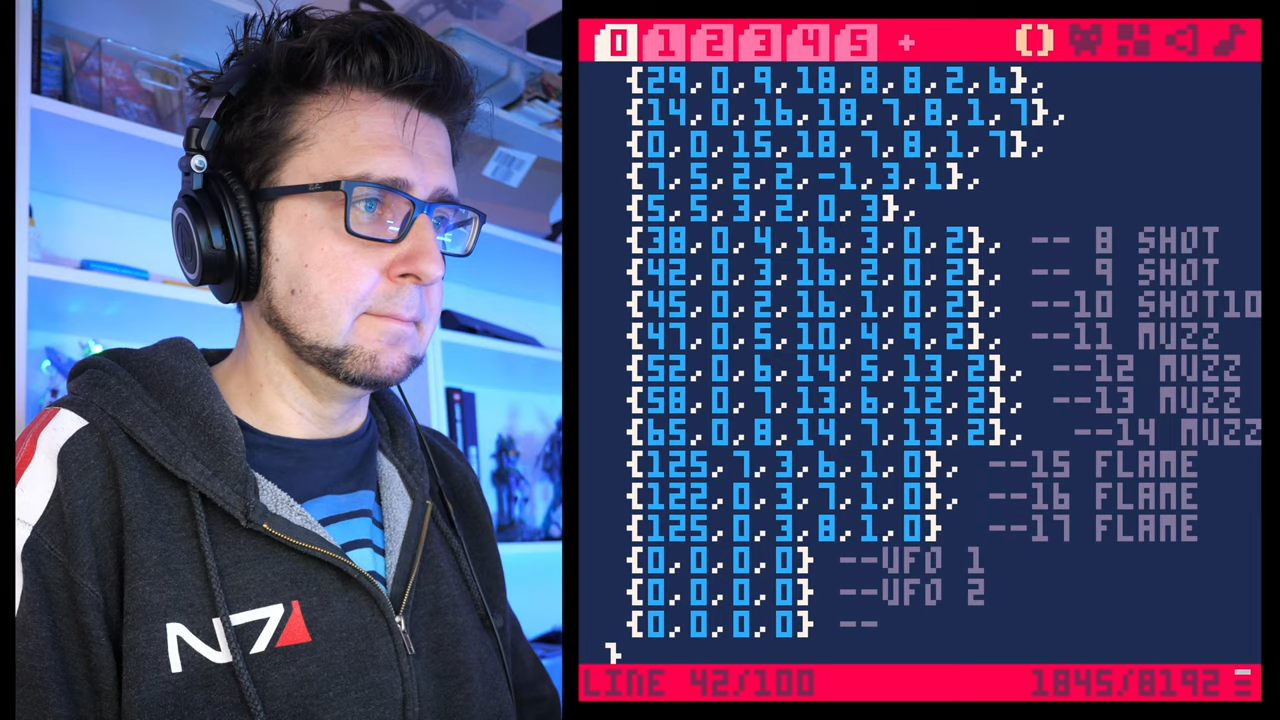 N7
0 1 2 3 4 5 +
{29,0,9,18,8,8,2,6},
{14,0,16,18,7,8,1,7},
{0,0,15,18,7,8,1,7},
{7,5,2,2,-1,3,1},
{5,5,3,2,0,3},
{38,0,4,16,3,0,2}, -- 8 SHOT
{42,0,3,16,2,0,2}, -- 9 SHOT
{45,0,2,16,1,0,2}, --10 SHOT10
{47,0,5,10,4,9,2}, --11 MUZZ
{52,0,6,14,5,13,2}, --12 MUZZ
{58,0,7,13,6,12,2}, --13 MUZZ
{65,0,8,14,7,13,2}, --14 MUZZ
{125,7,3,6,1,0}, --15 FLAME
{122,0,3,7,1,0}, --16 FLAME
{125,0,3,8,1,0} --17 FLAME
{0,0,0,0} --UFO 1
{0,0,0,0} --UFO 2
{0,0,0,0} --
}
LINE 42/100 1845/8192